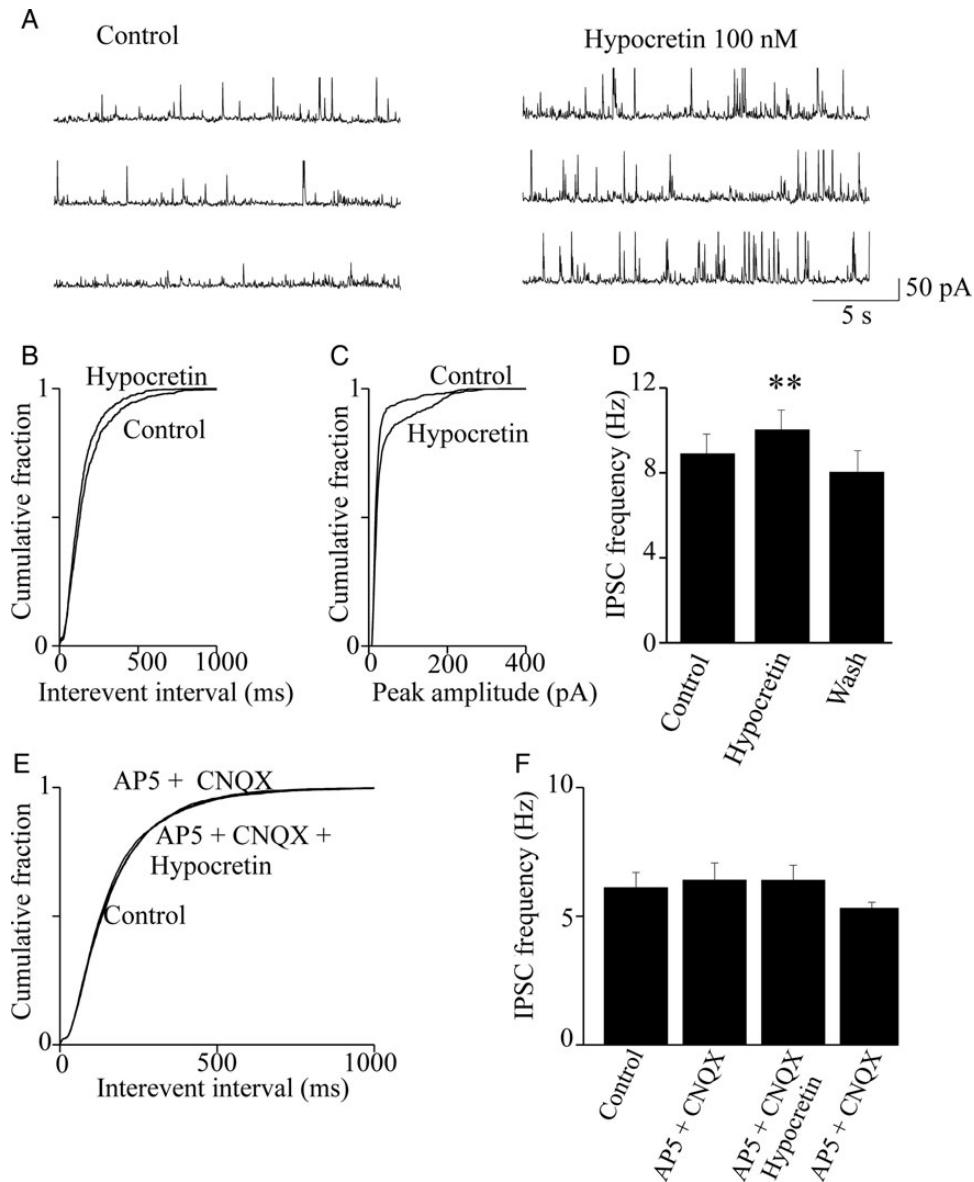 A
Control
Hypocretin 100 nM
50 pA
5 s
B
Hypocretin
Control
Cumulative fraction
1
0
0
500
1000
Interevent interval (ms)
C
Control
Hypocretin
Cumulative fraction
1
0
0
200
400
Peak amplitude (pA)
D
**
IPSC frequency (Hz)
12
8
4
0
Control
Hypocretin
Wash
E
AP5 + CNQX
AP5 + CNQX +
Hypocretin
Control
Cumulative fraction
1
0
0
500
1000
Interevent interval (ms)
F
IPSC frequency (Hz)
10
5
0
Control
AP5 + CNQX
AP5 + CNQX
Hypocretin
AP5 + CNQX